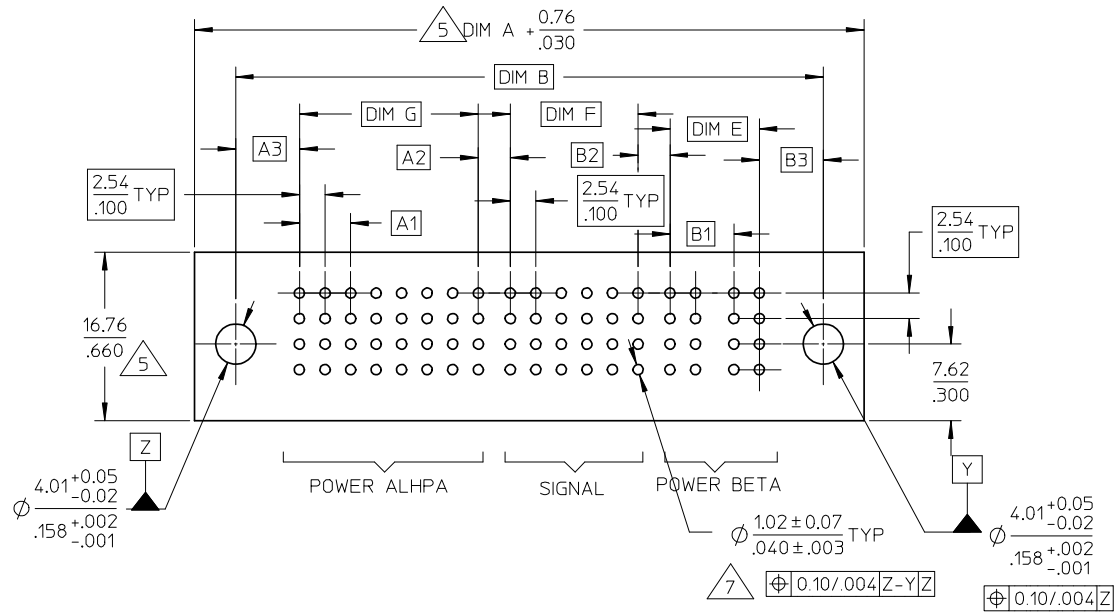 5 DIM A + 0.76
.030
DIM B
DIM G
DIM F
DIM E
A3
A2
B2
B3
2.54 TYP
.100
2.54 TYP
.100
A1
B1
2.54 TYP
.100
16.76
.660
5
7.62
.300
Z
POWER ALHPA
SIGNAL
POWER BETA
Y
Ø 4.01 +0.05
-0.02
.158 +.002
-.001
Ø 1.02 ± 0.07 TYP
.040 ± .003
Ø 4.01 +0.05
-0.02
.158 +.002
-.001
7
⌖ 0.10/.004 Z-Y Z
⌖ 0.10/.004 Z